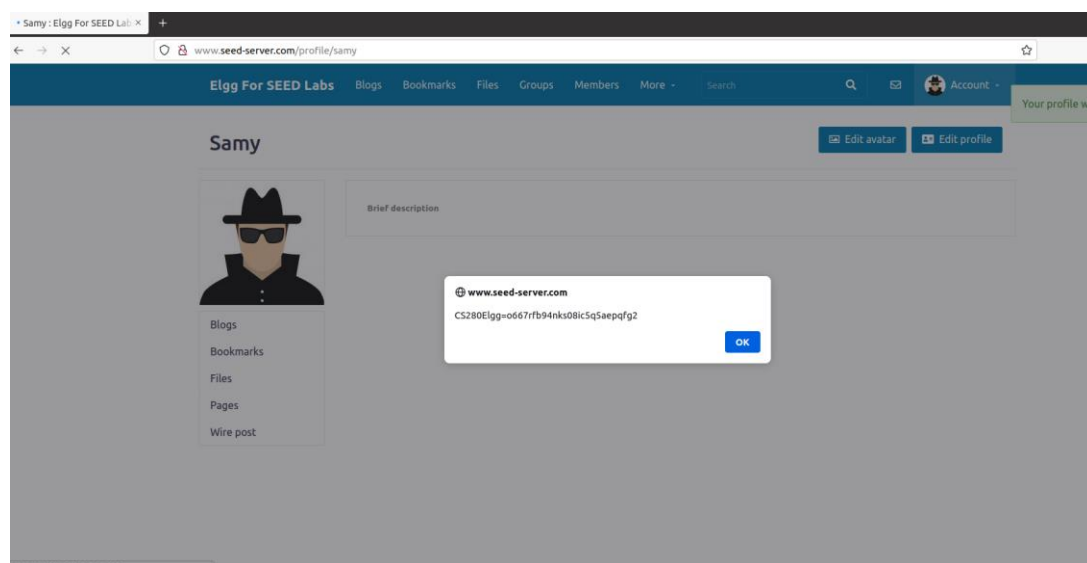 Samy : Elgg For SEED Lab
www.seed-server.com/profile/samy
Elgg For SEED Labs Blogs Bookmarks Files Groups Members More Search Account
Your profile w
Samy
Edit avatar Edit profile
Brief description
www.seed-server.com
CS280Elgg=o667rfb94nks08ic5q5aepqfg2
OK
Blogs
Bookmarks
Files
Pages
Wire post